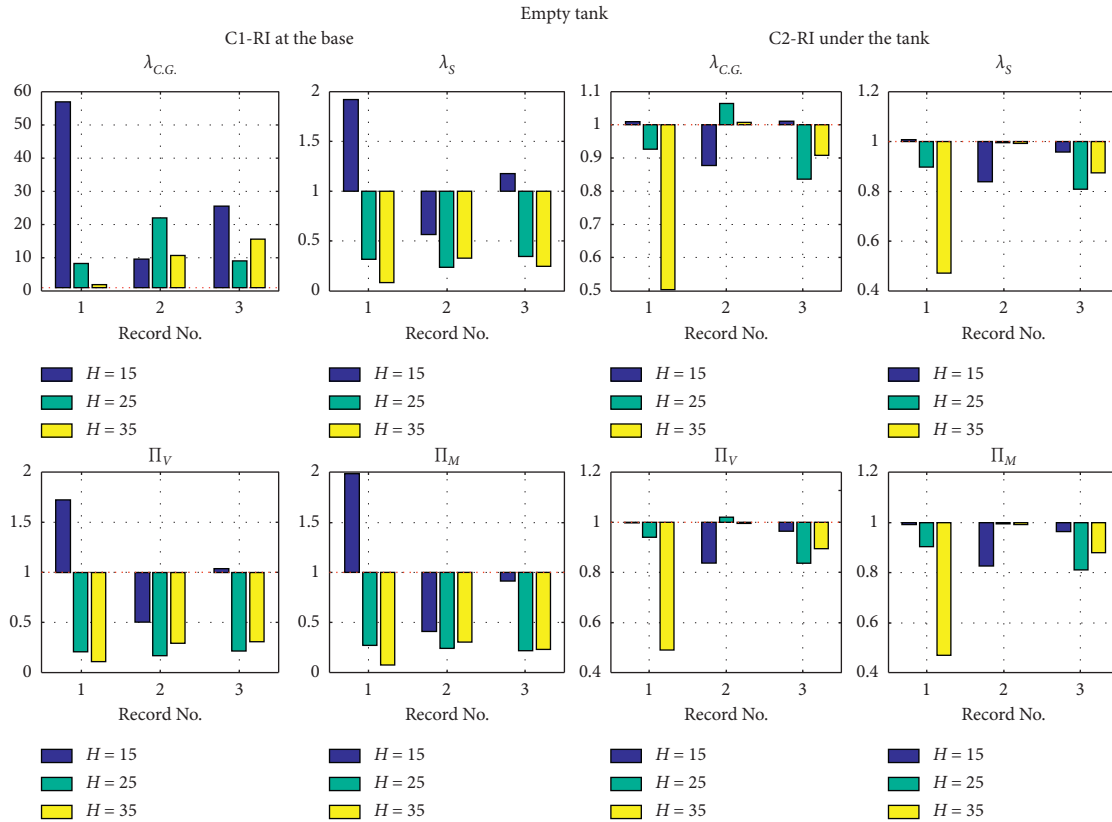 Empty tank
C1-RI at the base
C2-RI under the tank
λC.G.
60
50
40
30
20
10
0
1 2 3
Record No.
H = 15
H = 25
H = 35
λS
2
1.5
1
0.5
0
1 2 3
Record No.
H = 15
H = 25
H = 35
λC.G.
1.1
1
0.9
0.8
0.7
0.6
0.5
1 2 3
Record No.
H = 15
H = 25
H = 35
λS
1.2
1
0.8
0.6
0.4
1 2 3
Record No.
H = 15
H = 25
H = 35
ΠV
2
1.5
1
0.5
0
1 2 3
Record No.
H = 15
H = 25
H = 35
ΠM
2
1.5
1
0.5
0
1 2 3
Record No.
H = 15
H = 25
H = 35
ΠV
1.2
1
0.8
0.6
0.4
1 2 3
Record No.
H = 15
H = 25
H = 35
ΠM
1.2
1
0.8
0.6
0.4
1 2 3
Record No.
H = 15
H = 25
H = 35